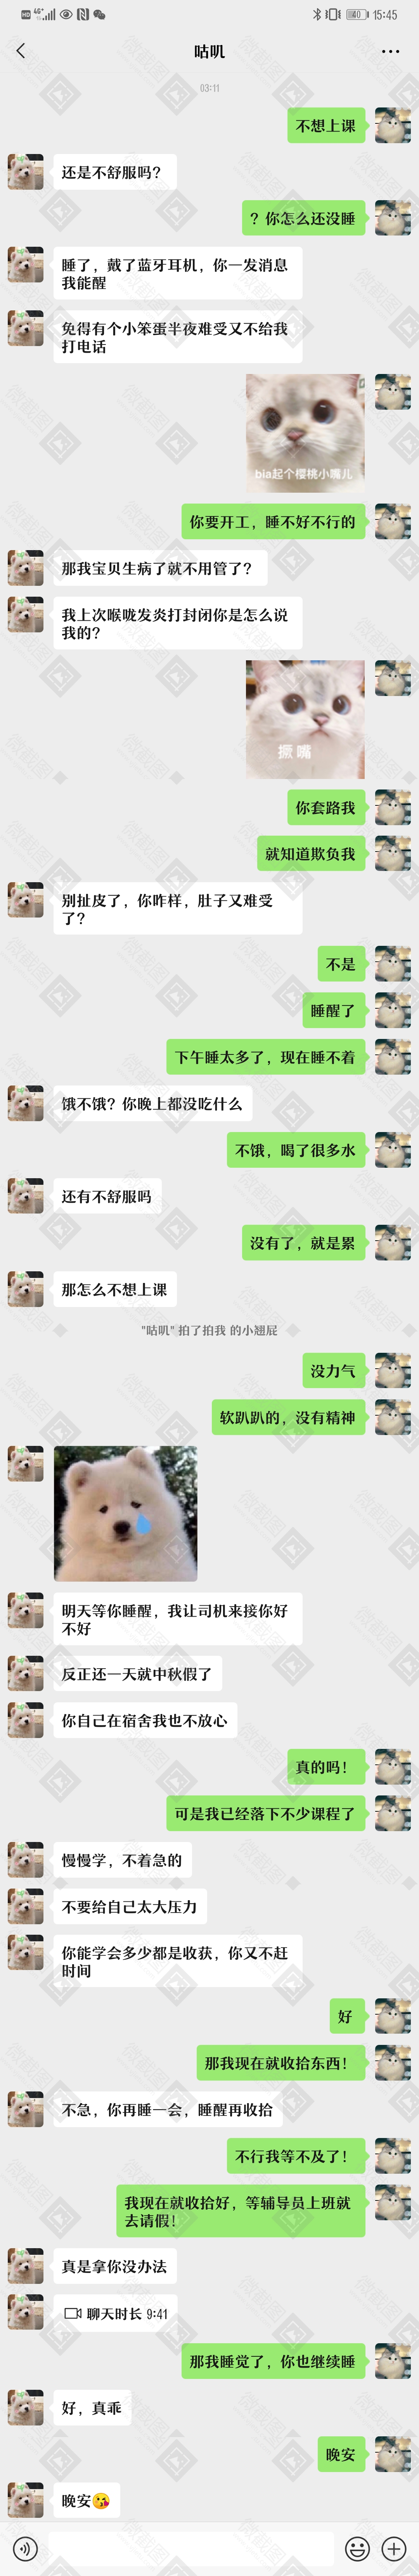 HD 4G 40 15:45
咕叽
03:11
不想上课
还是不舒服吗？
？你怎么还没睡
睡了，戴了蓝牙耳机，你一发消息
我能醒
免得有个小笨蛋半夜难受又不给我
打电话
bia起个樱桃小嘴儿
你要开工，睡不好不行的
那我宝贝生病了就不用管了？
我上次喉咙发炎打封闭你是怎么说
我的？
撅嘴
你套路我
就知道欺负我
别扯皮了，你咋样，肚子又难受
了？
不是
睡醒了
下午睡太多了，现在睡不着
饿不饿？你晚上都没吃什么
不饿，喝了很多水
还有不舒服吗
没有了，就是累
那怎么不想上课
"咕叽" 拍了拍我 的小翘屁
没力气
软趴趴的，没有精神
明天等你睡醒，我让司机来接你好
不好
反正还一天就中秋假了
你自己在宿舍我也不放心
真的吗！
可是我已经落下不少课程了
慢慢学，不着急的
不要给自己太大压力
你能学会多少都是收获，你又不赶
时间
好
那我现在就收拾东西！
不急，你再睡一会，睡醒再收拾
不行我等不及了！
我现在就收拾好，等辅导员上班就
去请假！
真是拿你没办法
聊天时长 9:41
那我睡觉了，你也继续睡
好，真乖
晚安
晚安😘
微截图